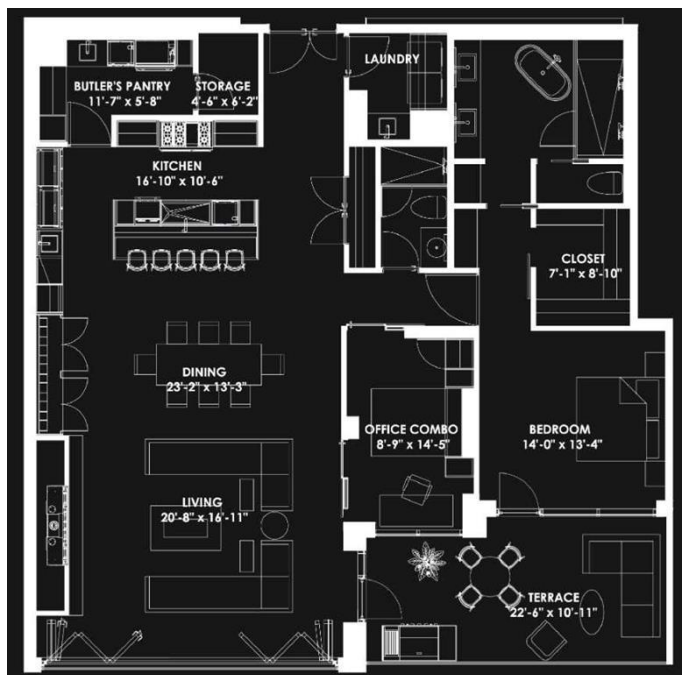 LAUNDRY
BUTLER'S PANTRY
11'-7" x 5'-8"
STORAGE
4'-6" x 6'-2"
KITCHEN
16'-10" x 10'-6"
CLOSET
7'-1" x 8'-10"
DINING
23'-2" x 13'-3"
OFFICE COMBO
8'-9" x 14'-5"
BEDROOM
14'-0" x 13'-4"
LIVING
20'-8" x 16'-11"
TERRACE
22'-6" x 10'-11"